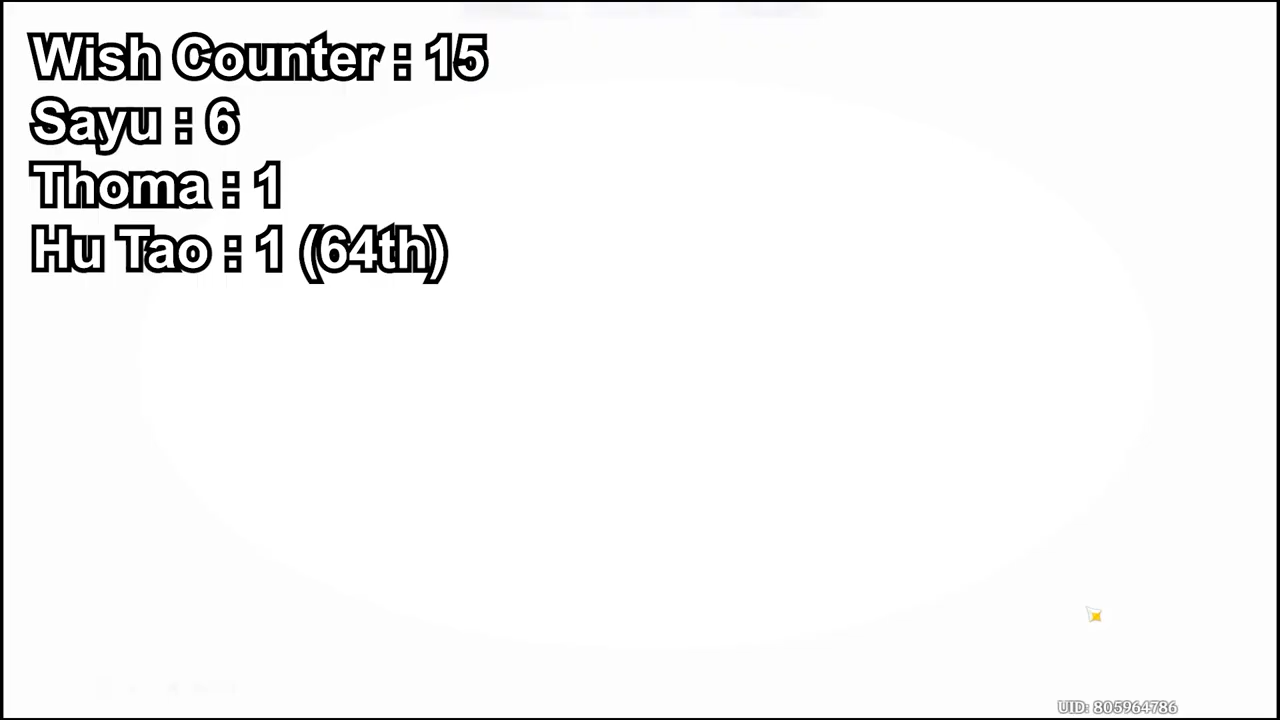 Wish Counter : 15
Sayu : 6
Thoma : 1
Hu Tao : 1 (64th)
UID: 805964786